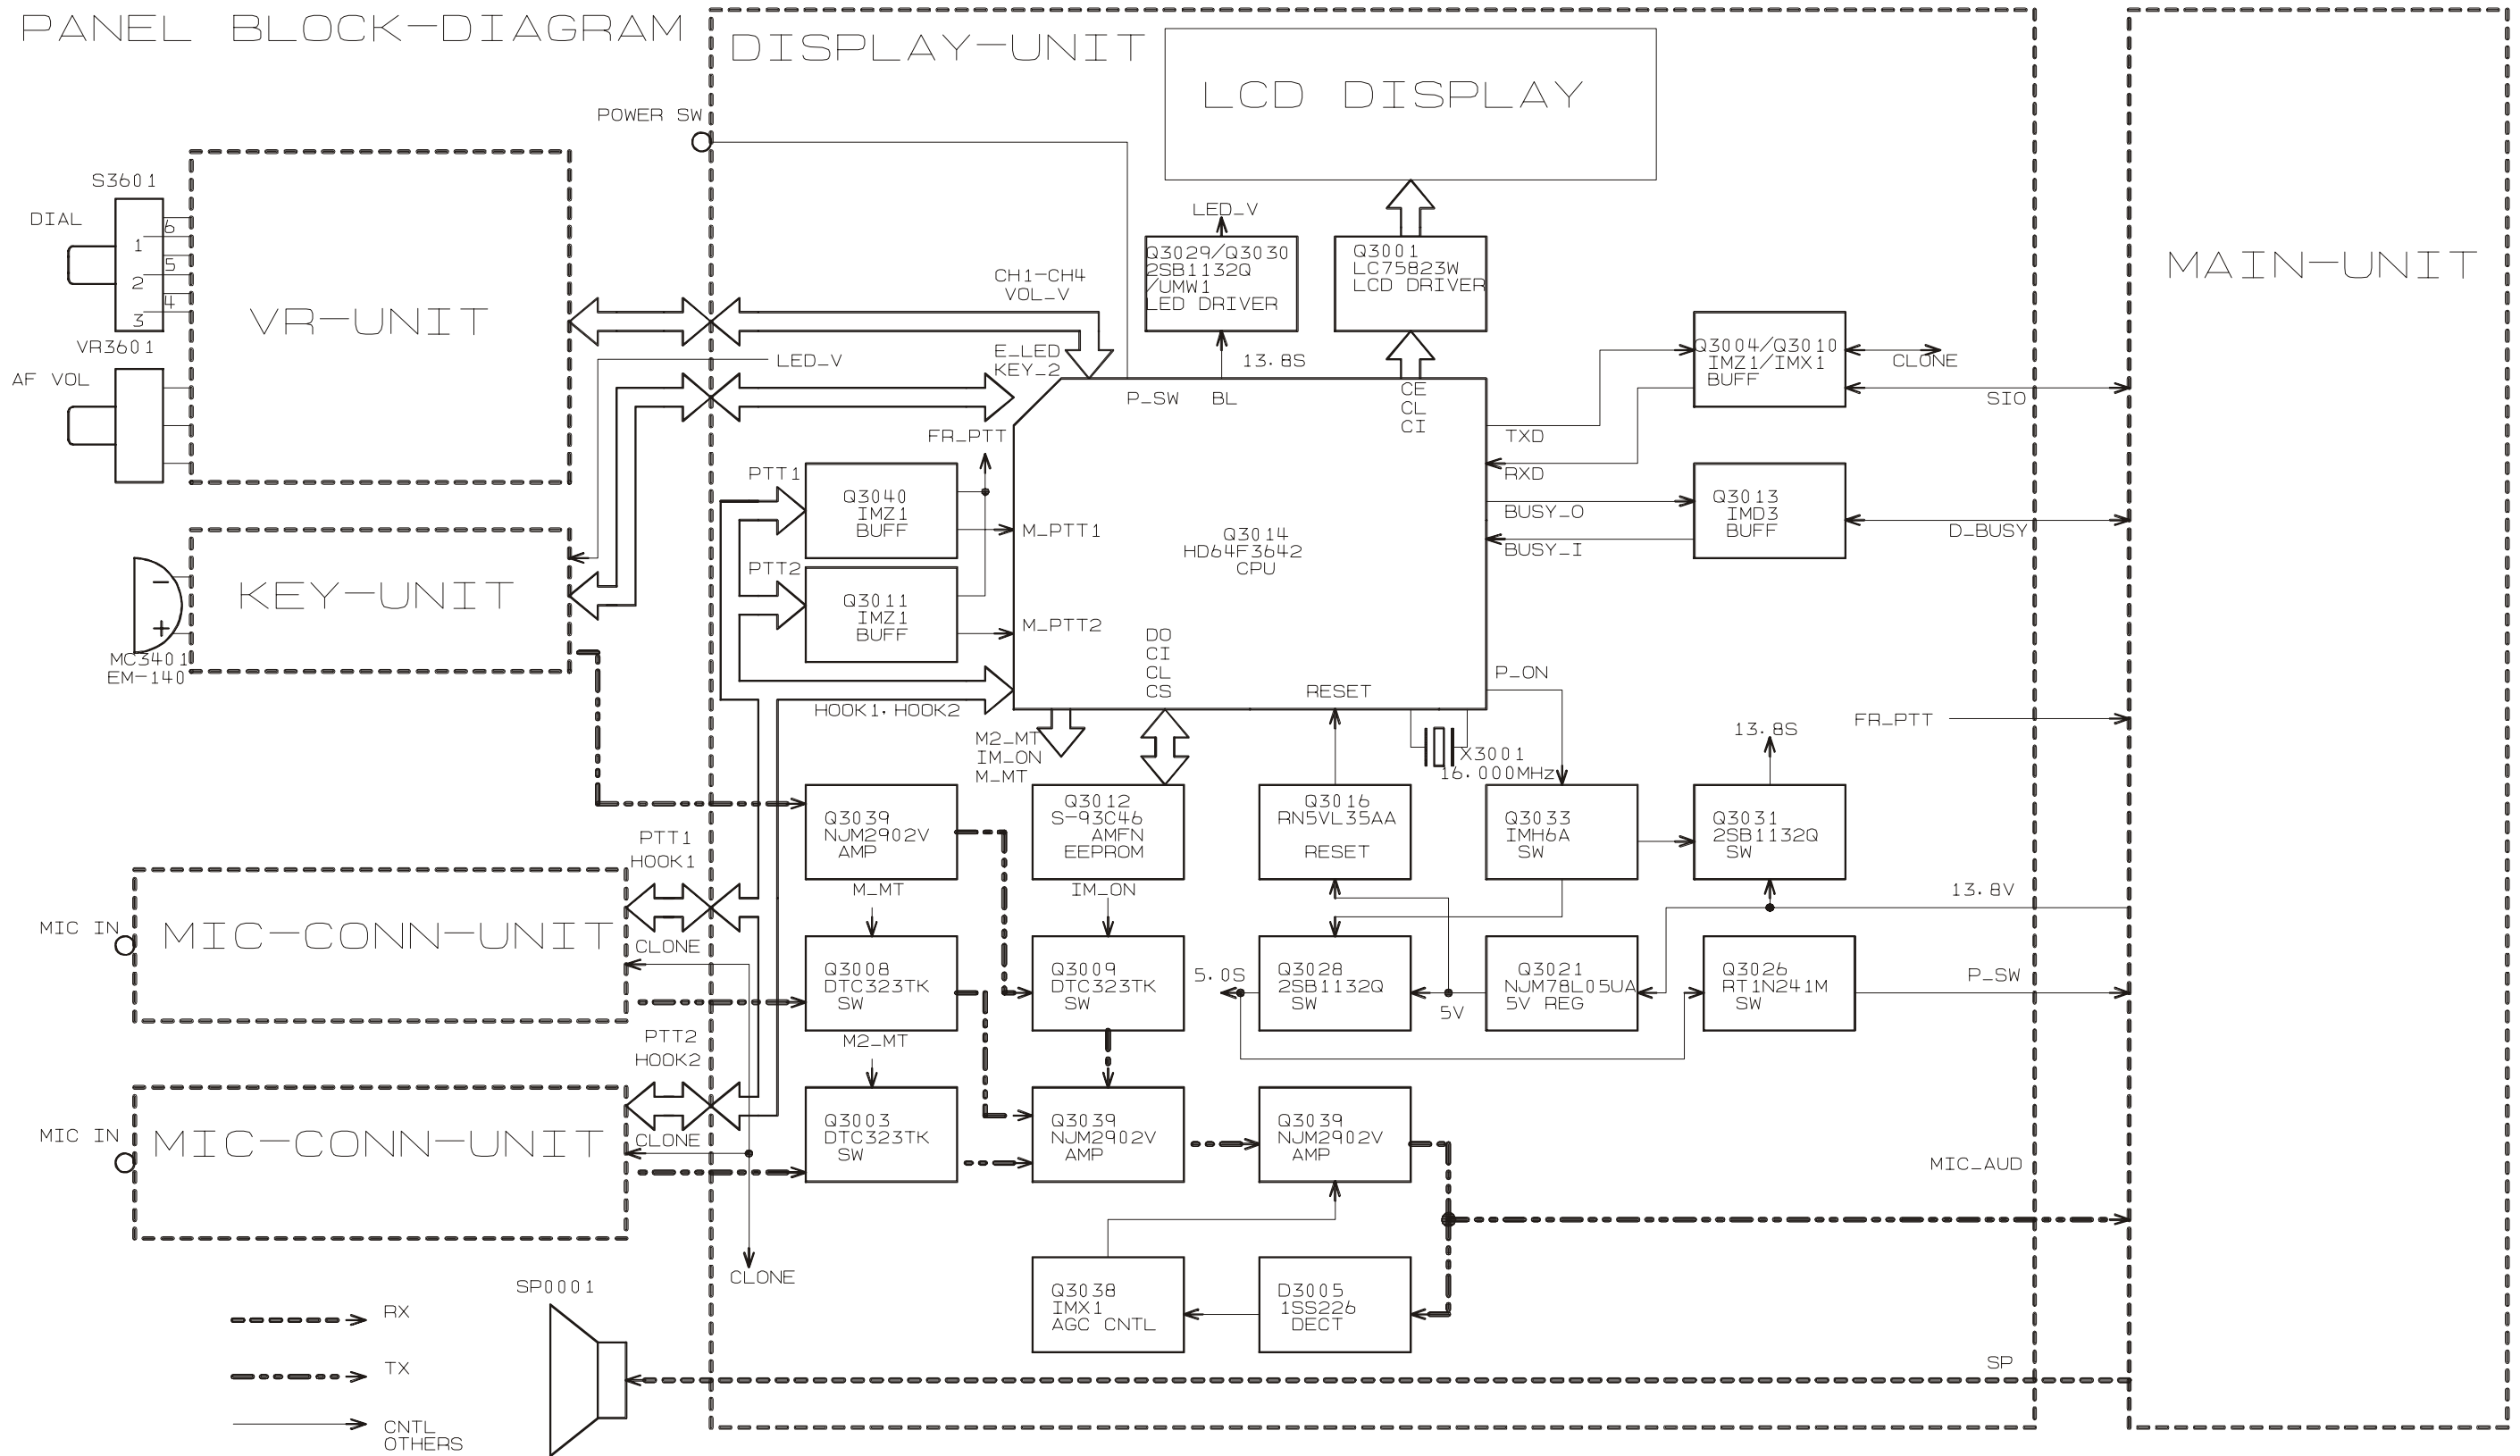 PANEL BLOCK-DIAGRAM
DISPLAY-UNIT
LCD DISPLAY
MAIN-UNIT
POWER SW
S3601
DIAL
6
1
5
2
4
3
VR-UNIT
VR3601
AF VOL
CH1-CH4
VOL_V
LED_V
Q3029/Q3030
2SB1132Q
/UMW1
LED DRIVER
Q3001
LC75823W
LCD DRIVER
E_LED
KEY_2
LED_V
13.8S
Q3004/Q3010
IMZ1/IMX1
BUFF
CLONE
SIO
P_SW
BL
CE
CL
CI
TXD
RXD
FR_PTT
PTT1
Q3040
IMZ1
BUFF
M_PTT1
BUSY_O
BUSY_I
Q3013
IMD3
BUFF
D_BUSY
Q3014
HD64F3642
CPU
KEY-UNIT
-
+
MC3401
EM-140
PTT2
Q3011
IMZ1
BUFF
M_PTT2
DO
CI
CL
CS
RESET
P_ON
HOOK1.HOOK2
M2_MT
IM_ON
M_MT
X3001
16.000MHz
13.8S
FR_PTT
Q3039
NJM2902V
AMP
Q3012
S-93C46
AMFN
EEPROM
Q3016
RN5VL35AA
RESET
Q3033
IMH6A
SW
Q3031
2SB1132Q
SW
PTT1
HOOK1
M_MT
IM_ON
13.8V
MIC IN
MIC-CONN-UNIT
CLONE
Q3008
DTC323TK
SW
Q3009
DTC323TK
SW
5.0S
Q3028
2SB1132Q
SW
5V
Q3021
NJM78L05UA
5V REG
Q3026
RT1N241M
SW
P_SW
PTT2
HOOK2
M2_MT
MIC IN
MIC-CONN-UNIT
CLONE
Q3003
DTC323TK
SW
Q3039
NJM2902V
AMP
Q3039
NJM2902V
AMP
MIC_AUD
CLONE
SP0001
Q3038
IMX1
AGC CNTL
D3005
1SS226
DECT
RX
TX
CNTL
OTHERS
SP